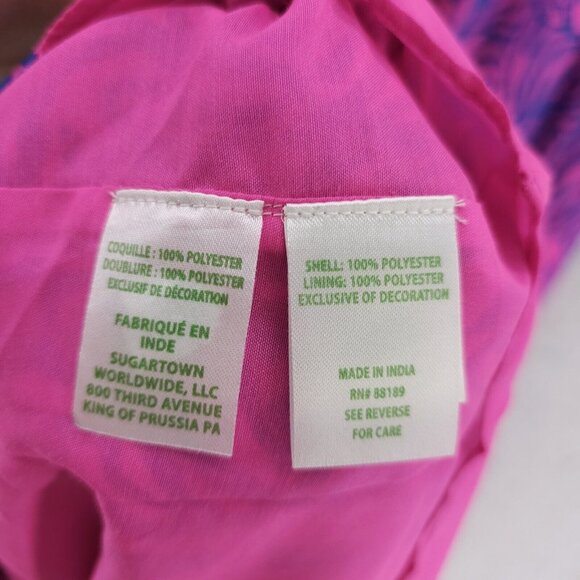 COQUILLE : 100% POLYESTER
DOUBLURE : 100% POLYESTER
EXCLUSIF DE DÉCORATION
FABRIQUÉ EN
INDE
SUGARTOWN
WORLDWIDE, LLC
800 THIRD AVENUE
KING OF PRUSSIA PA
SHELL: 100% POLYESTER
LINING: 100% POLYESTER
EXCLUSIVE OF DECORATION
MADE IN INDIA
RN# 88189
SEE REVERSE
FOR CARE